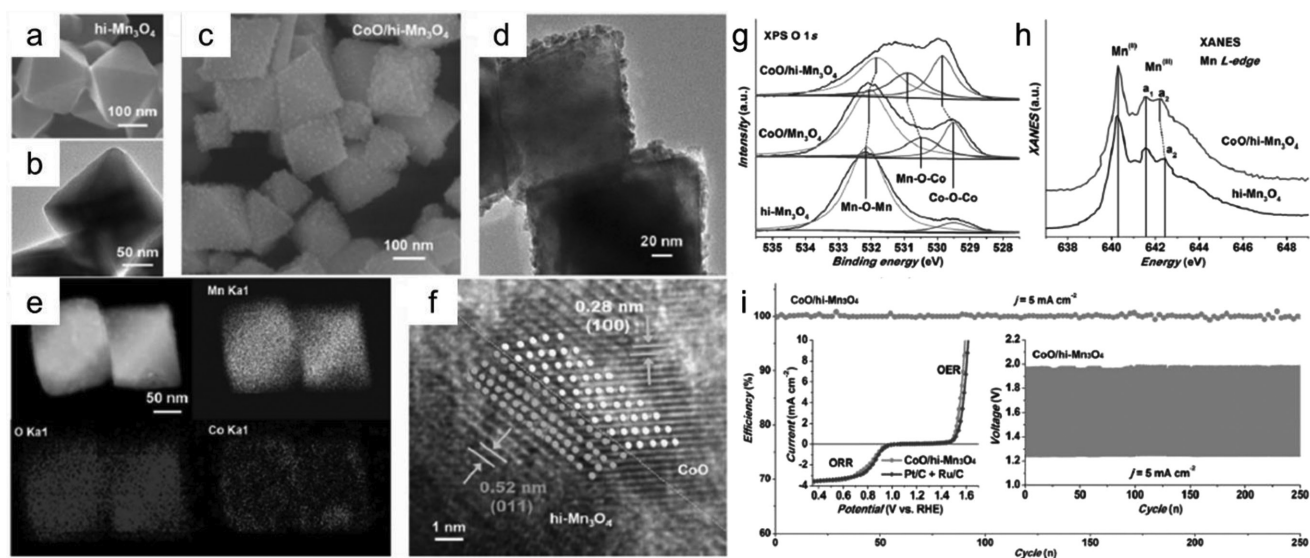 a
hi-Mn₃O₄
100 nm
b
50 nm
c
CoO/hi-Mn₃O₄
100 nm
d
20 nm
e
Mn Ka1
50 nm
O Ka1
Co Ka1
f
0.28 nm
(100)
CoO
0.52 nm
(011)
hi-Mn₃O₄
1 nm
g
XPS O 1s
CoO/hi-Mn₃O₄
CoO/Mn₃O₄
Mn-O-Co
Co-O-Co
Mn-O-Mn
hi-Mn₃O₄
Intensity (a.u.)
535 534 533 532 531 530 529 528
Binding energy (eV)
h
XANES
Mn L-edge
Mn(II)
Mn(III)
a₁ a₂
a₂
CoO/hi-Mn₃O₄
hi-Mn₃O₄
XANES (a.u.)
638 640 642 644 646 648
Energy (eV)
i
CoO/hi-Mn₃O₄
j = 5 mA cm⁻²
Efficiency (%)
110
100
90
80
70
60
Current (mA cm⁻²)
10
8
6
4
2
0
-2
-4
OER
ORR
CoO/hi-Mn₃O₄
Pt/C + Ru/C
0.4 0.6 0.8 1.0 1.2 1.4 1.6
Potential (V vs. RHE)
CoO/hi-Mn₃O₄
Voltage (V)
2.0
1.8
1.6
1.4
1.2
1.0
j = 5 mA cm⁻²
0 50 100 150 200 250
Cycle (n)
0 50 100 150 200 250
Cycle (n)